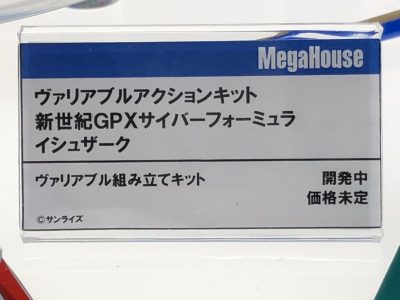 MegaHouse
ヴァリアブルアクションキット
新世紀GPXサイバーフォーミュラ
イシュザーク
ヴァリアブル組み立てキット
開発中
価格未定
©サンライズ